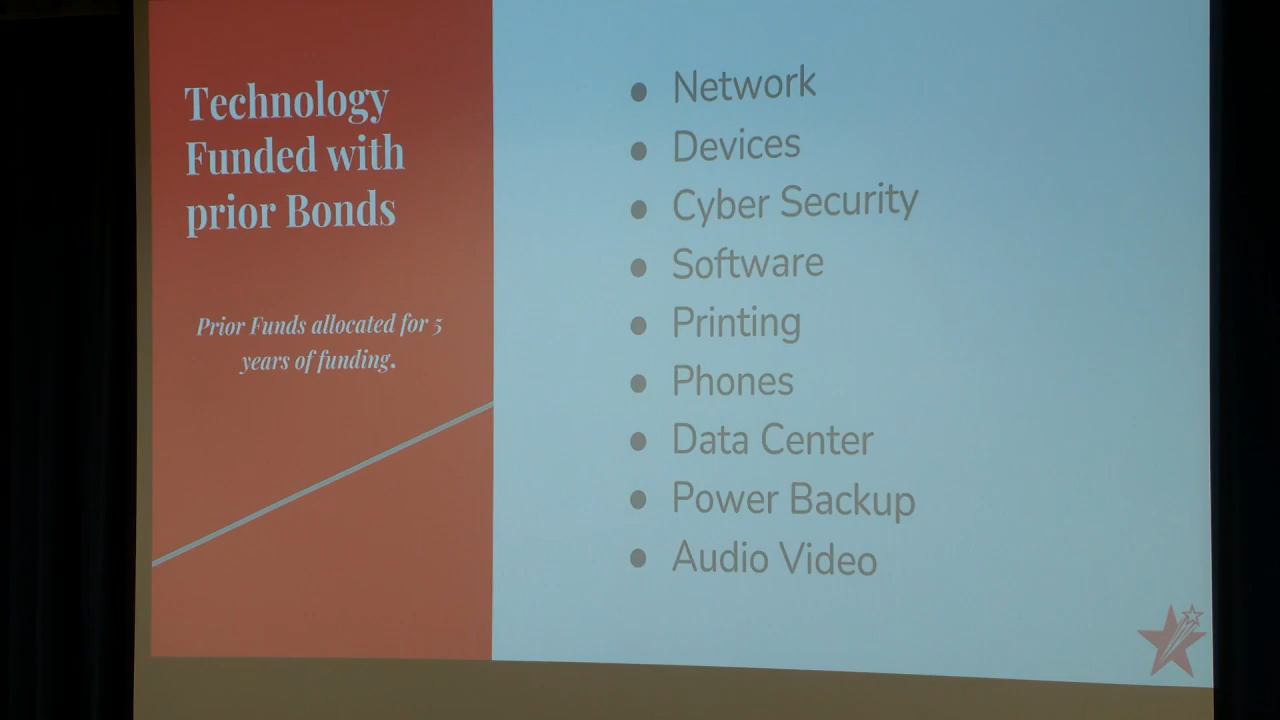 Technology
Funded with
prior Bonds
Prior Funds allocated for 5
years of funding.
Network
Devices
Cyber Security
Software
Printing
Phones
Data Center
Power Backup
Audio Video